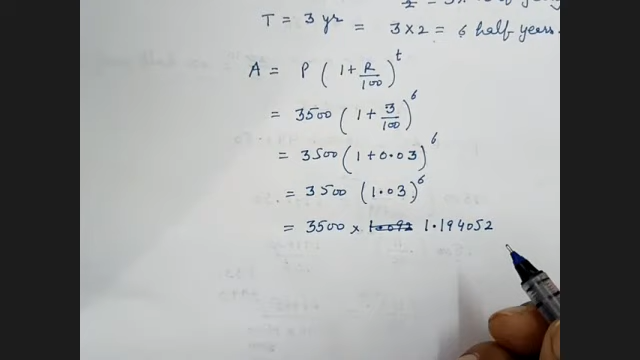 T = 3 yr = 3 × 2 = 6 half years.
A = P ( 1 + R/100 )^t
= 3500 ( 1 + 3/100 )^6
= 3500 ( 1 + 0.03 )^6
= 3500 ( 1.03 )^6
= 3500 × 1.194052